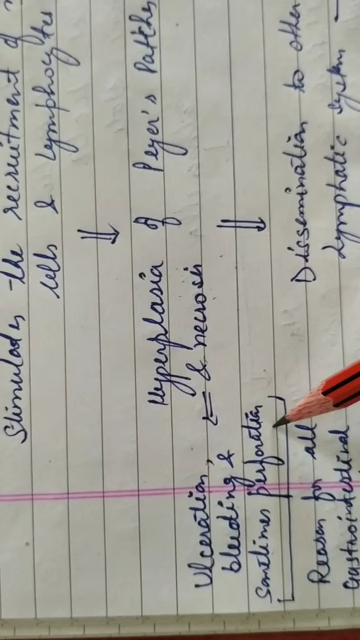 Stimulates the recruitment of
cells & lymphocytes
⇓
Hyperplasia of Peyer's Patches
& necrosis
⇓
Ulceration,
bleeding &
Sometimes perforation
Dissemination to other
Lymphatic system
Reason for all
Gastrointestinal